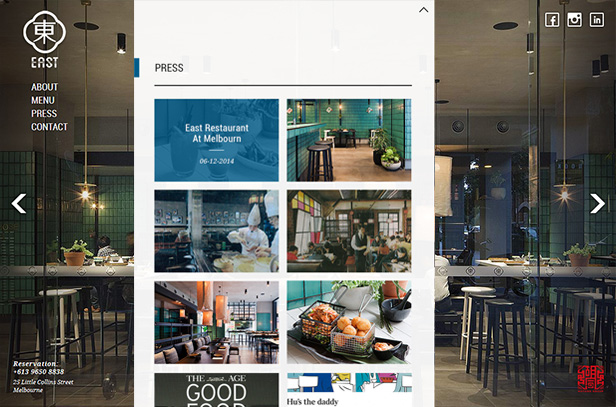 東
EAST
ABOUT
MENU
PRESS
CONTACT
PRESS
East Restaurant
At Melbourn
06-12-2014
THE AGE
GOOD
FOOD
Hu's the daddy
Reservation_
+613 9650 8838
25 Little Collins Street
Melbourne